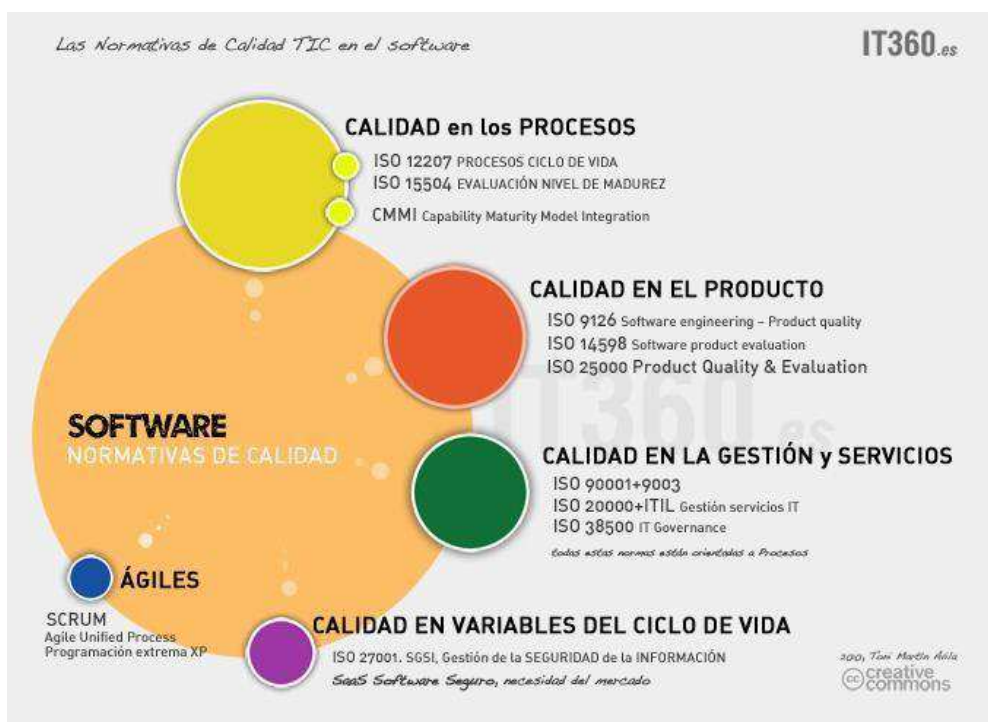 Las Normativas de Calidad TIC en el software
IT360.es
CALIDAD en los PROCESOS
ISO 12207 PROCESOS CICLO DE VIDA
ISO 15504 EVALUACIÓN NIVEL DE MADUREZ
CMMI Capability Maturity Model Integration
CALIDAD EN EL PRODUCTO
ISO 9126 Software engineering – Product quality
ISO 14598 Software product evaluation
ISO 25000 Product Quality & Evaluation
IT360.es
SOFTWARE
NORMATIVAS DE CALIDAD
CALIDAD EN LA GESTIÓN y SERVICIOS
ISO 90001+9003
ISO 20000+ITIL Gestión servicios IT
ISO 38500 IT Governance
todas estas normas están orientadas a Procesos
ÁGILES
SCRUM
Agile Unified Process
Programación extrema XP
CALIDAD EN VARIABLES DEL CICLO DE VIDA
ISO 27001. SGSI, Gestión de la SEGURIDAD de la INFORMACIÓN
SaaS Software Seguro, necesidad del mercado
Toni Martín Ávila
cc creative
commons